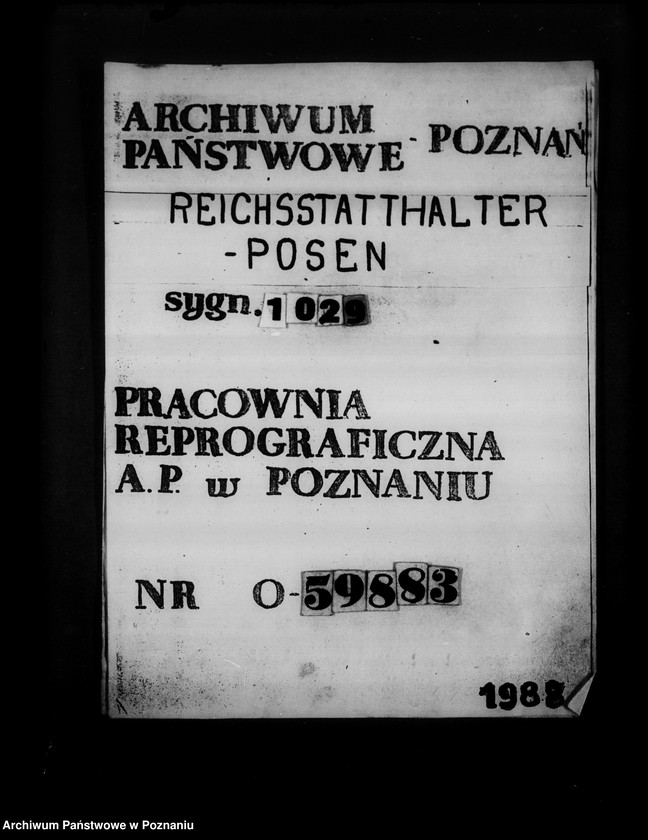 ARCHIWUM
PAŃSTWOWE - POZNAŃ
REICHSSTATTHALTER
-POSEN
sygn. 1029
PRACOWNIA
REPROGRAFICZNA
A.P. w POZNANIU
NR O-59883
1988
Archiwum Państwowe w Poznaniu